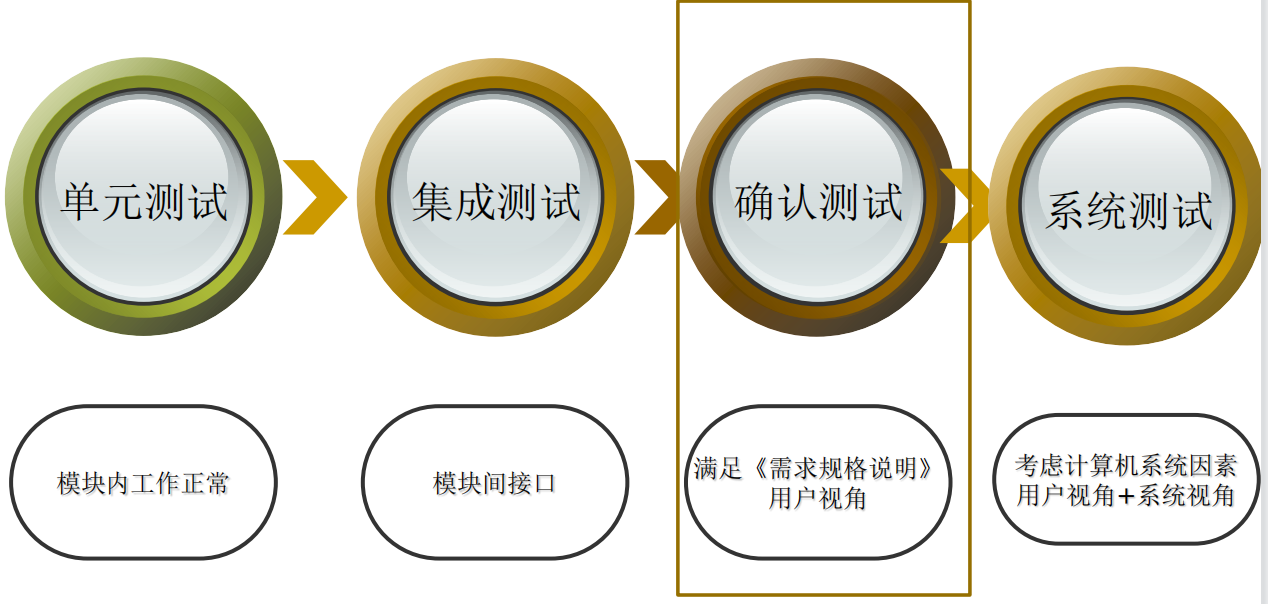 单元测试
集成测试
确认测试
系统测试
模块内工作正常
模块间接口
满足《需求规格说明》
用户视角
考虑计算机系统因素
用户视角+系统视角